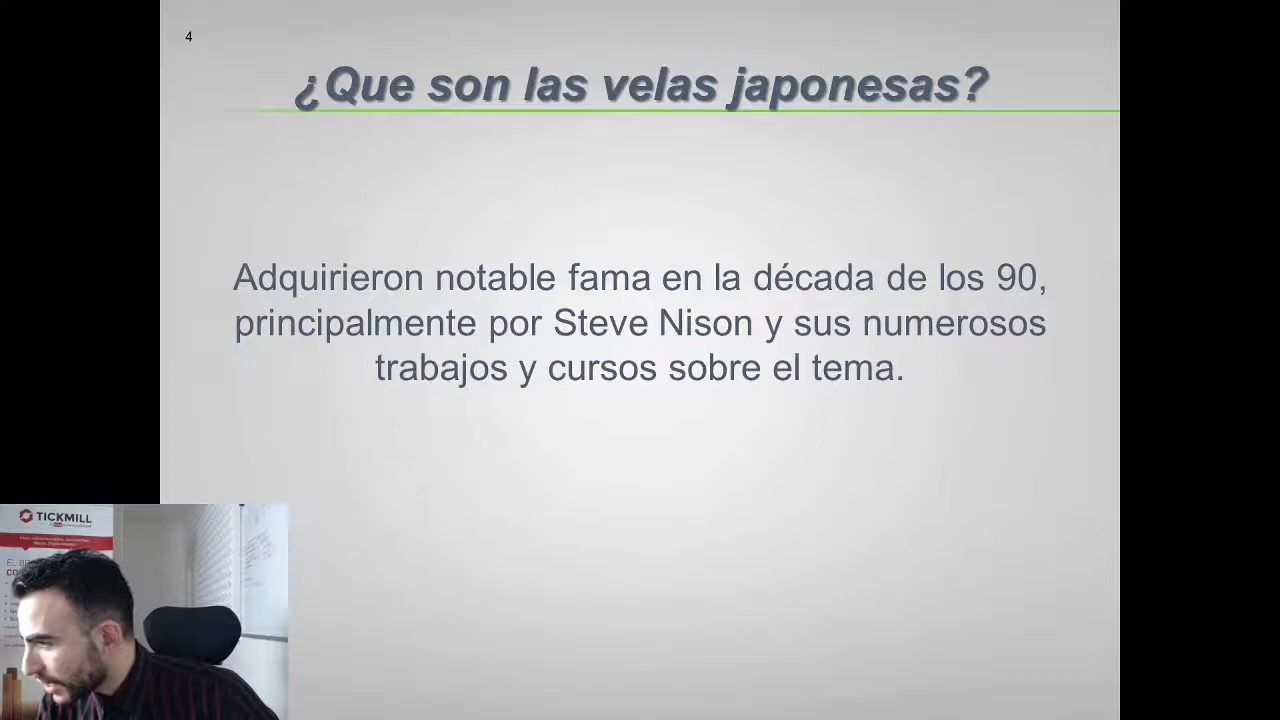 4
¿Que son las velas japonesas?
Adquirieron notable fama en la década de los 90,
principalmente por Steve Nison y sus numerosos
trabajos y cursos sobre el tema.
TICKMILL